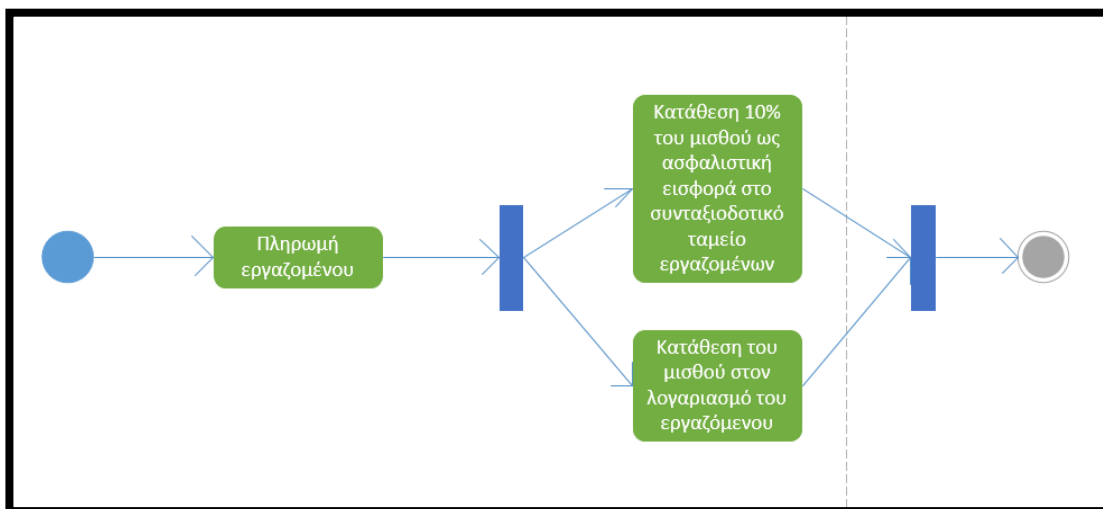 Πληρωμή
εργαζομένου
Κατάθεση 10%
του μισθού ως
ασφαλιστική
εισφορά στο
συνταξιοδοτικό
ταμείο
εργαζομένων
Κατάθεση του
μισθού στον
λογαριασμό του
εργαζόμενου